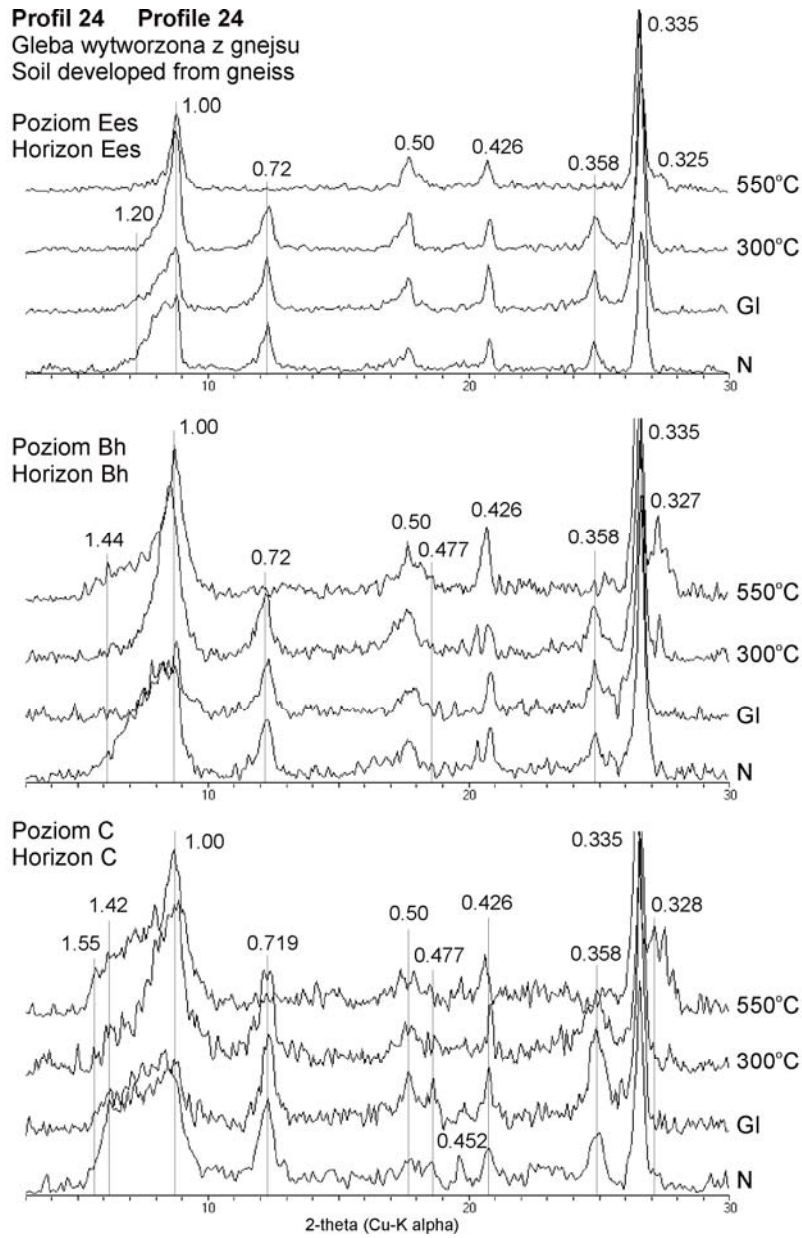 Profil 24 Profile 24
Gleba wytworzona z gnejsu
Soil developed from gneiss
Poziom Ees
Horizon Ees
1.00
0.335
0.72
0.50
0.426
0.358
0.325
1.20
550°C
300°C
Gl
N
10
20
30
Poziom Bh
Horizon Bh
1.00
0.335
0.327
1.44
0.72
0.50
0.426
0.477
0.358
550°C
300°C
Gl
N
10
20
30
Poziom C
Horizon C
1.00
0.335
1.42
1.55
0.719
0.50
0.477
0.426
0.358
0.328
550°C
300°C
Gl
0.452
N
10
20
30
2-theta (Cu-K alpha)